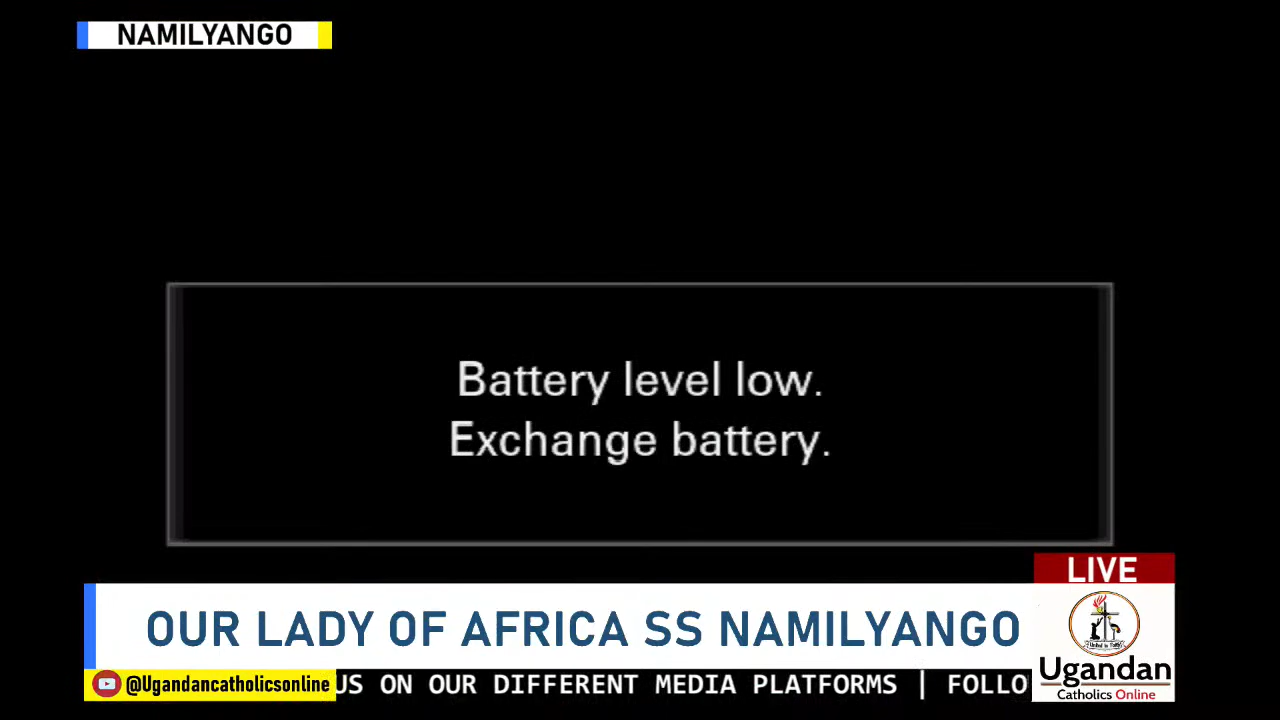 NAMILYANGO
Battery level low.
Exchange battery.
LIVE
OUR LADY OF AFRICA SS NAMILYANGO
Ugandan
Catholics Online
@Ugandancatholicsonline
US ON OUR DIFFERENT MEDIA PLATFORMS | FOLLO